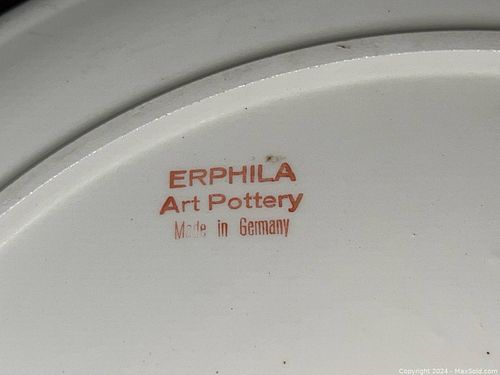 ERPHILA
Art Pottery
Made in Germany
Copyright 2024 - MaxSold.com